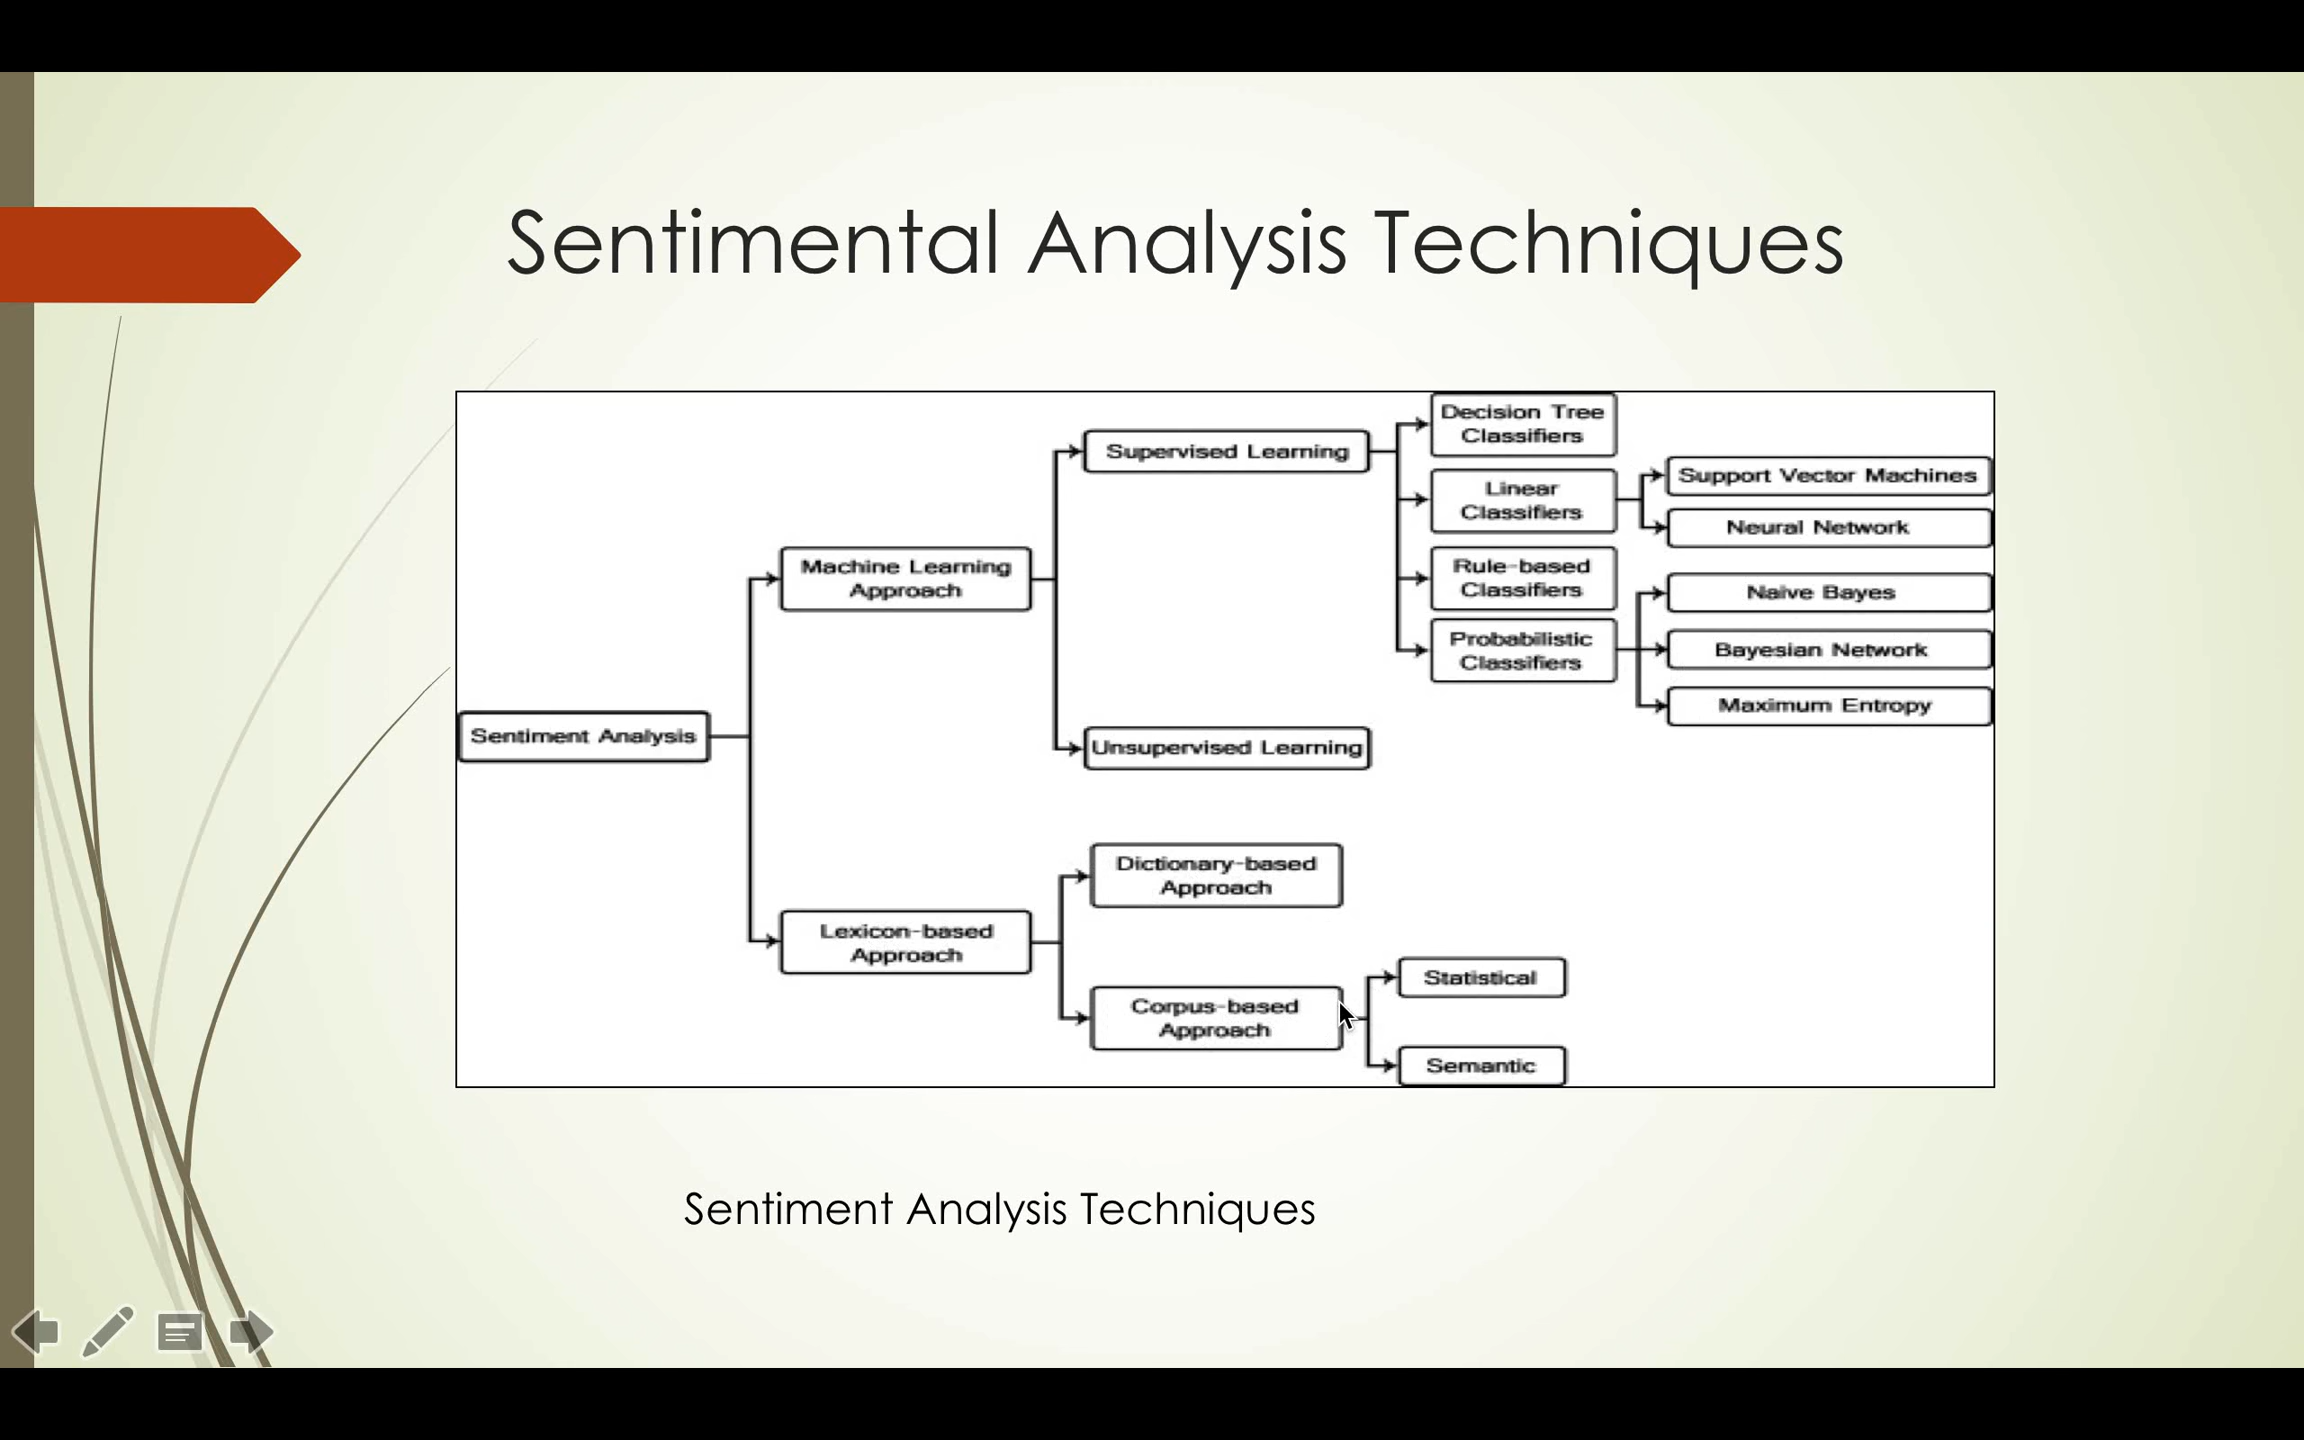 Sentimental Analysis Techniques
Decision Tree
Classifiers
Supervised Learning
Support Vector Machines
Linear
Classifiers
Neural Network
Machine Learning
Approach
Rule-based
Classifiers
Naive Bayes
Probabilistic
Classifiers
Bayesian Network
Maximum Entropy
Sentiment Analysis
Unsupervised Learning
Dictionary-based
Approach
Lexicon-based
Approach
Statistical
Corpus-based
Approach
Semantic
Sentiment Analysis Techniques